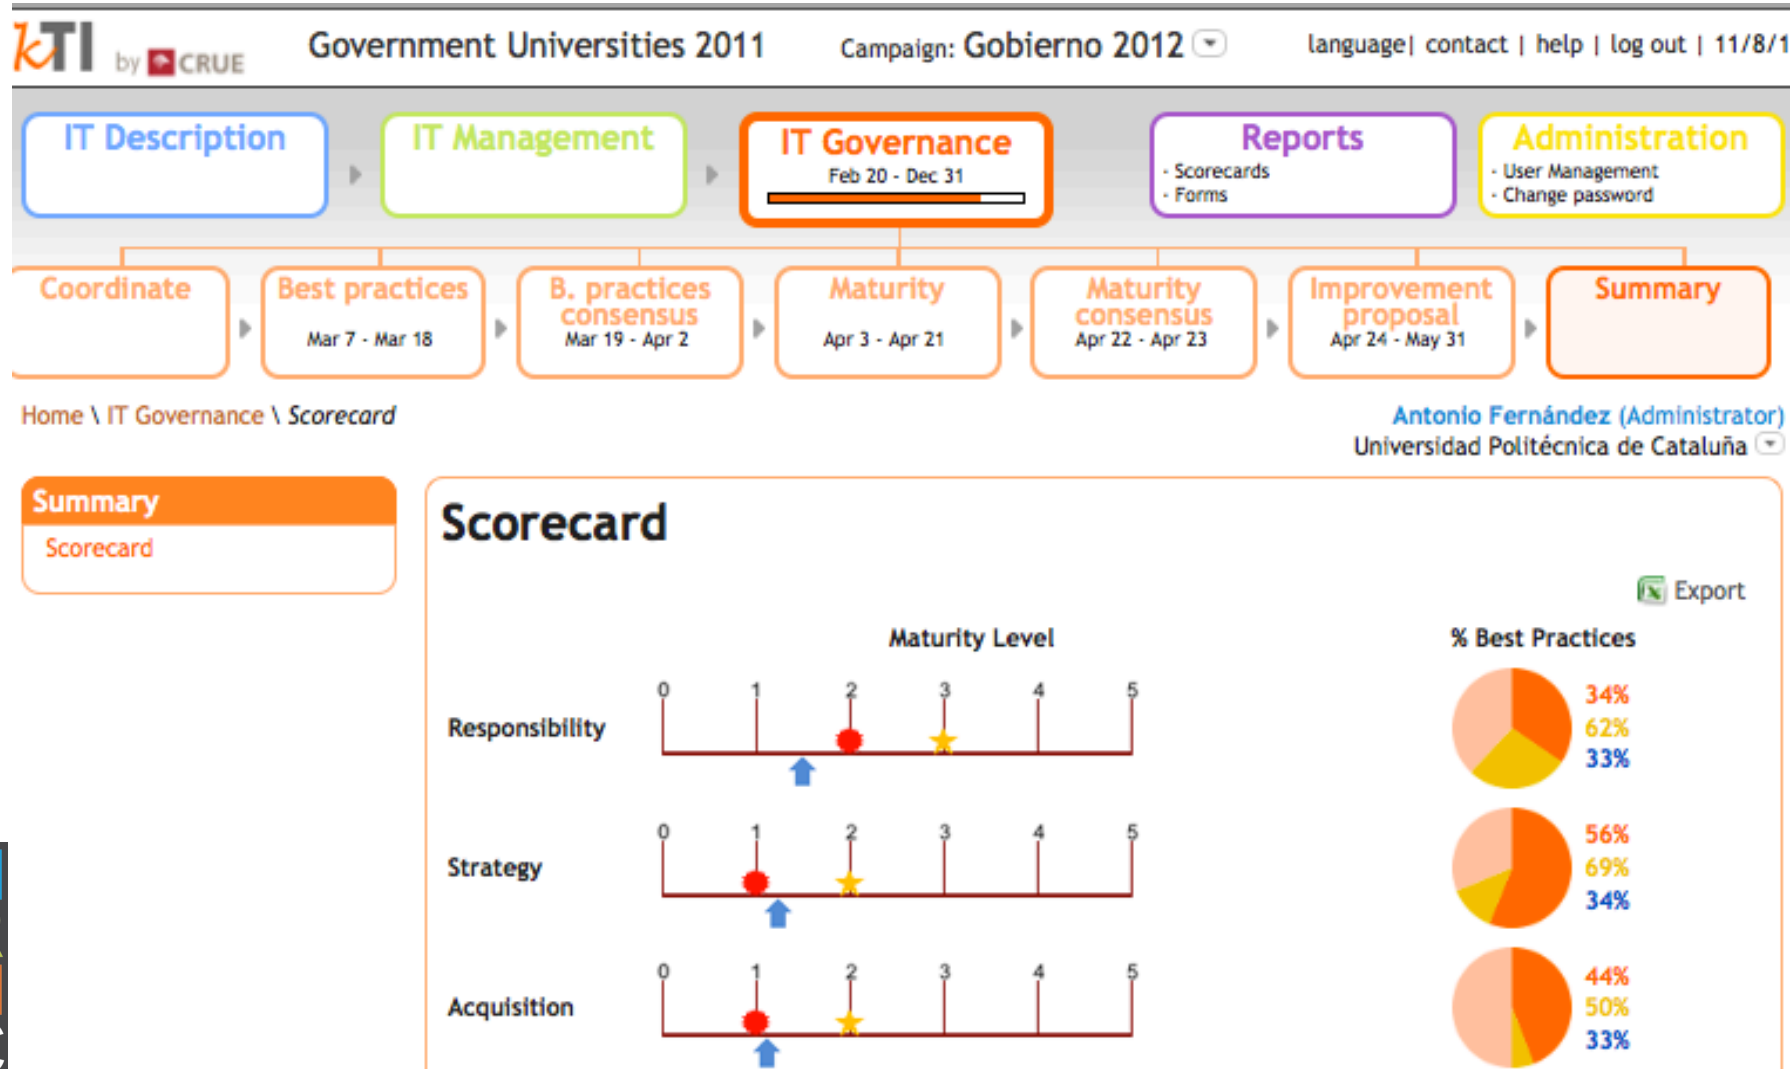 kTI by CRUE Government Universities 2011 Campaign: Gobierno 2012 language| contact | help | log out | 11/8/1
IT Description
IT Management
IT Governance
Feb 20 - Dec 31
Reports
- Scorecards
- Forms
Administration
- User Management
- Change password
Coordinate
Best practices
Mar 7 - Mar 18
B. practices
consensus
Mar 19 - Apr 2
Maturity
Apr 3 - Apr 21
Maturity
consensus
Apr 22 - Apr 23
Improvement
proposal
Apr 24 - May 31
Summary
Home \ IT Governance \ Scorecard
Antonio Fernández (Administrator)
Universidad Politécnica de Cataluña
Summary
Scorecard
Scorecard
Export
Maturity Level % Best Practices
0 1 2 3 4 5
Responsibility
34%
62%
33%
0 1 2 3 4 5
Strategy
56%
69%
34%
0 1 2 3 4 5
Acquisition
44%
50%
33%